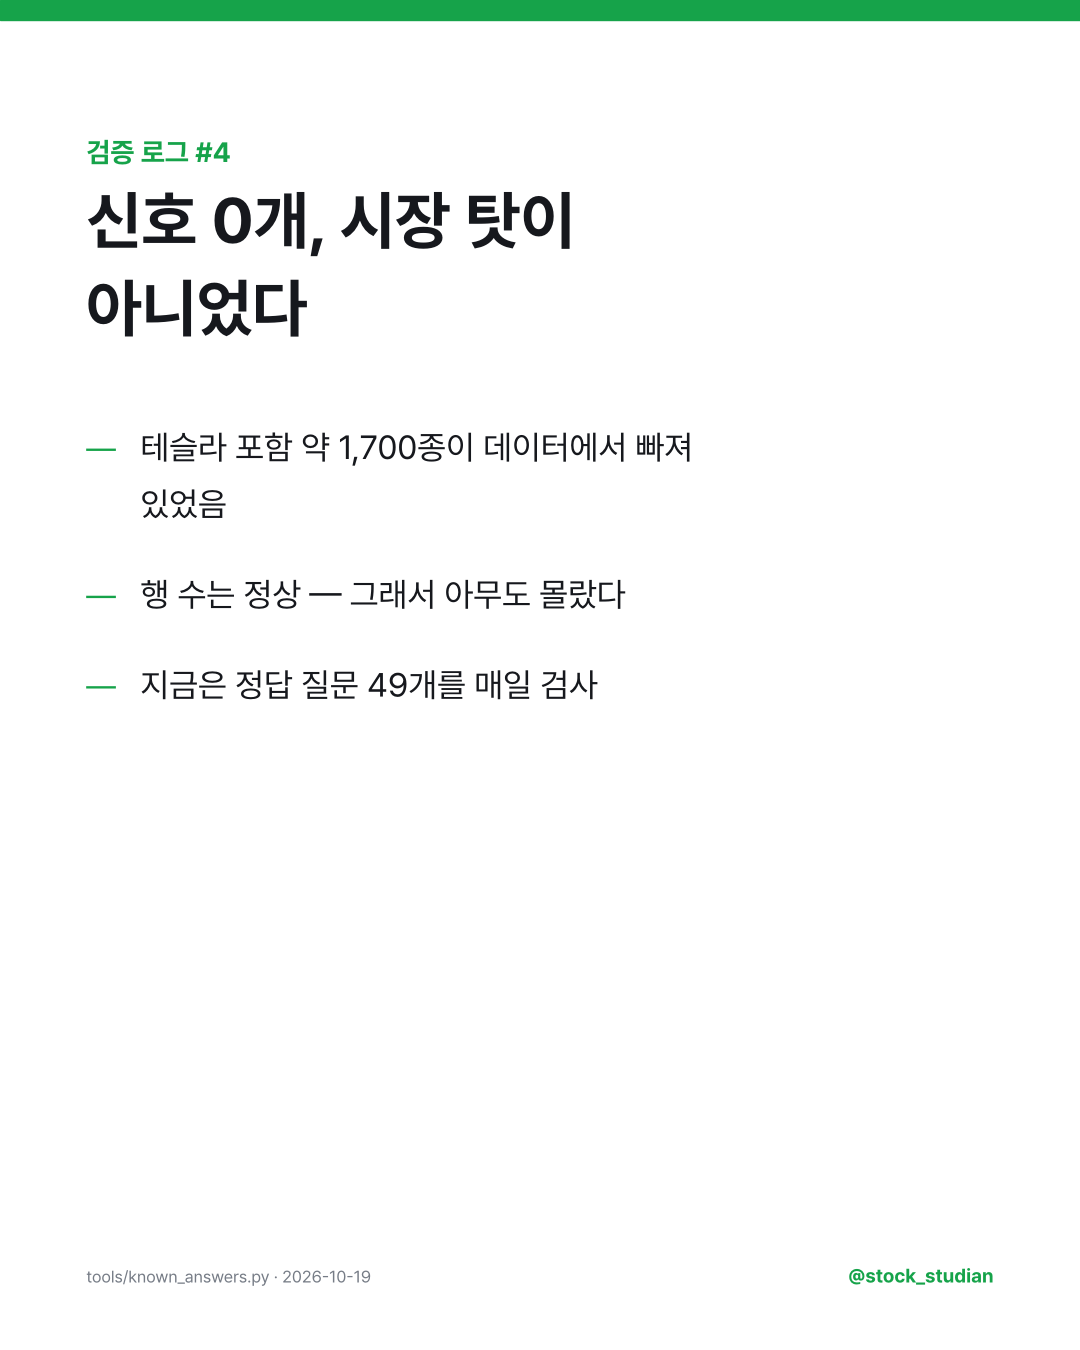 검증 로그 #4
신호 0개, 시장 탓이
아니었다
— 테슬라 포함 약 1,700종이 데이터에서 빠져
있었음
— 행 수는 정상 — 그래서 아무도 몰랐다
— 지금은 정답 질문 49개를 매일 검사
tools/known_answers.py · 2026-10-19
@stock_studian